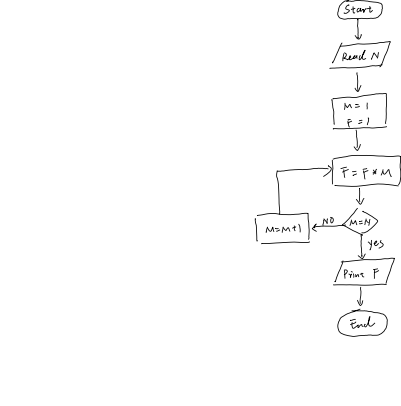 Start
Read N
M = 1
F = 1
F = F * M
NO
M=N
M=M+1
yes
Print F
End